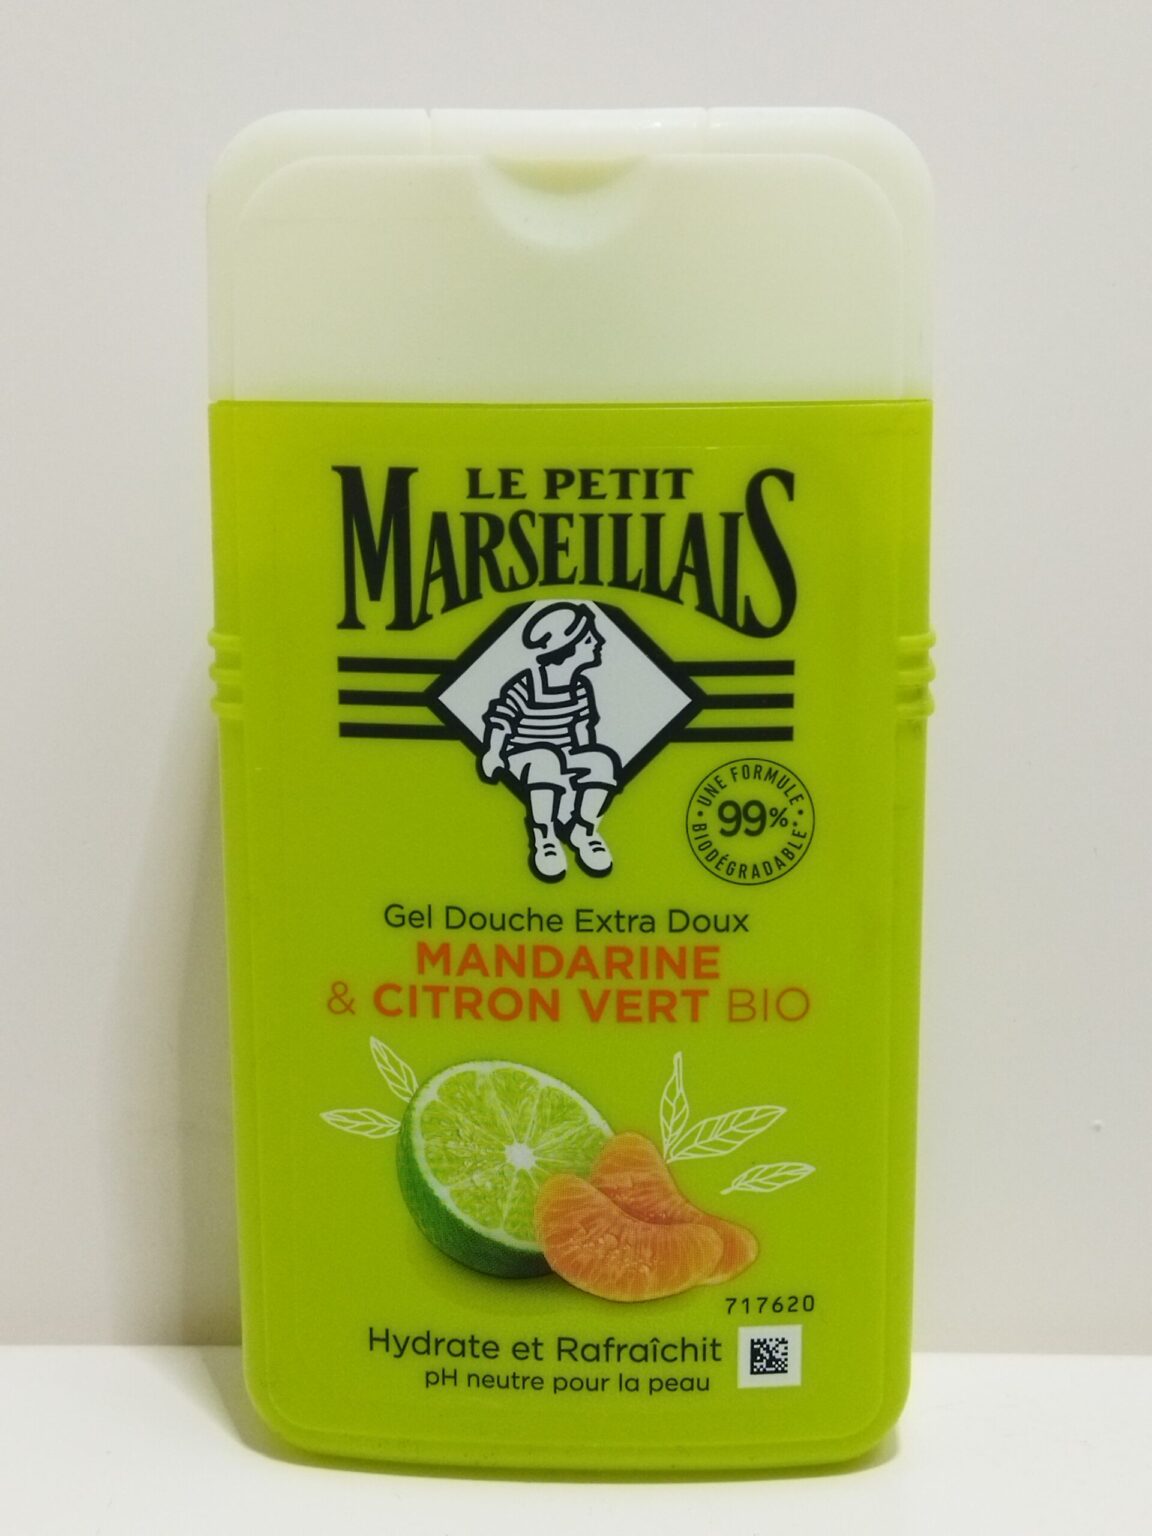 LE PETIT
MARSEILLAIS
UNE FORMULE
99%
BIODÉGRADABLE
Gel Douche Extra Doux
MANDARINE
& CITRON VERT BIO
717620
Hydrate et Rafraîchit
pH neutre pour la peau